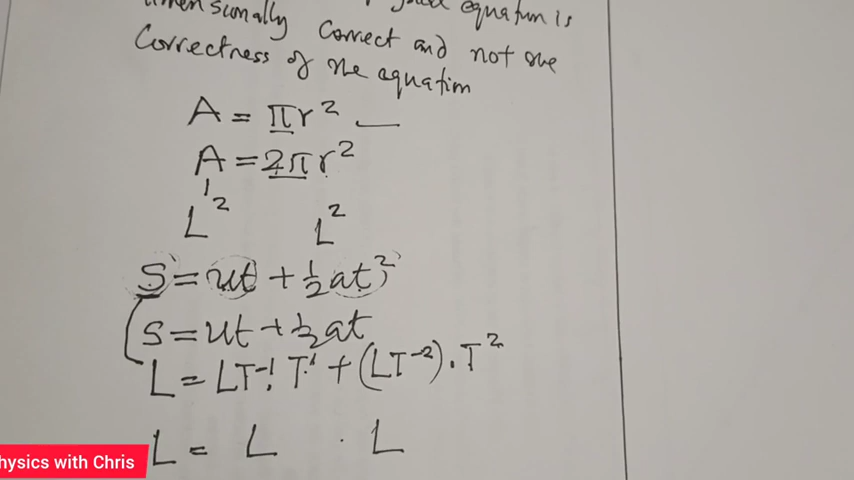 dimensionally correct and not the
equation is
Correctness of the equation
A = πr²
A = 2πr²
L² L²
S = ut + ½at²
S = ut + ½at
L = LT⁻¹. T¹ + (LT⁻²).T²
L = L . L
hysics with Chris